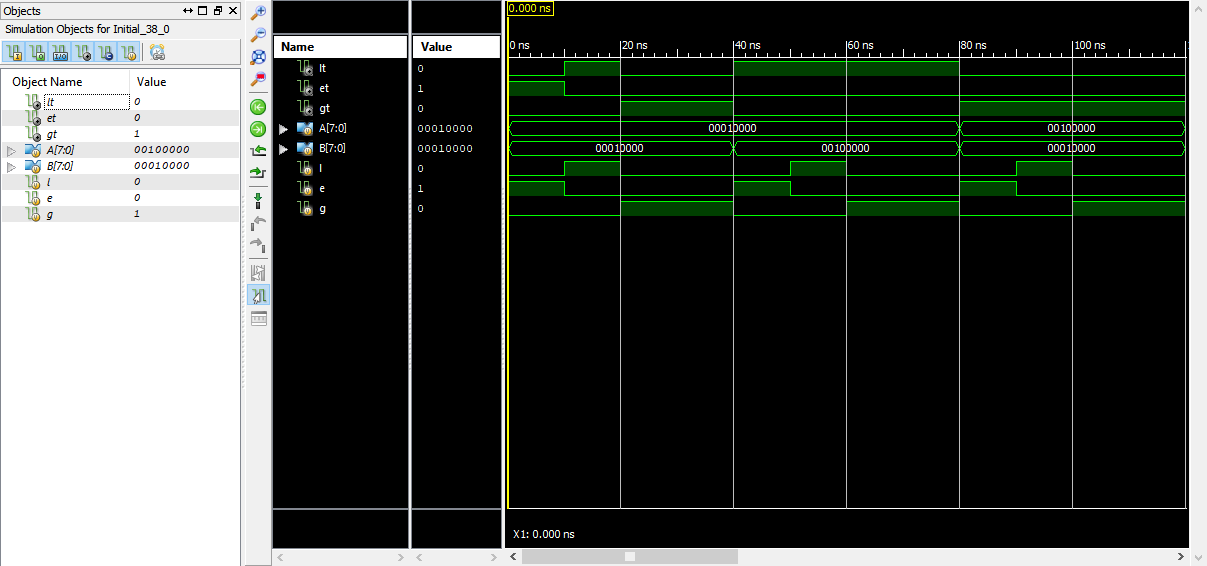 Objects
Simulation Objects for Initial_38_0
Object Name Value
lt 0
et 0
gt 1
A[7:0] 00100000
B[7:0] 00010000
l 0
e 0
g 1
Name Value
lt 0
et 1
gt 0
A[7:0] 00010000
B[7:0] 00010000
l 0
e 1
g 0
0.000 ns
0 ns 20 ns 40 ns 60 ns 80 ns 100 ns
00010000 00100000
00010000 00100000 00010000
X1: 0.000 ns